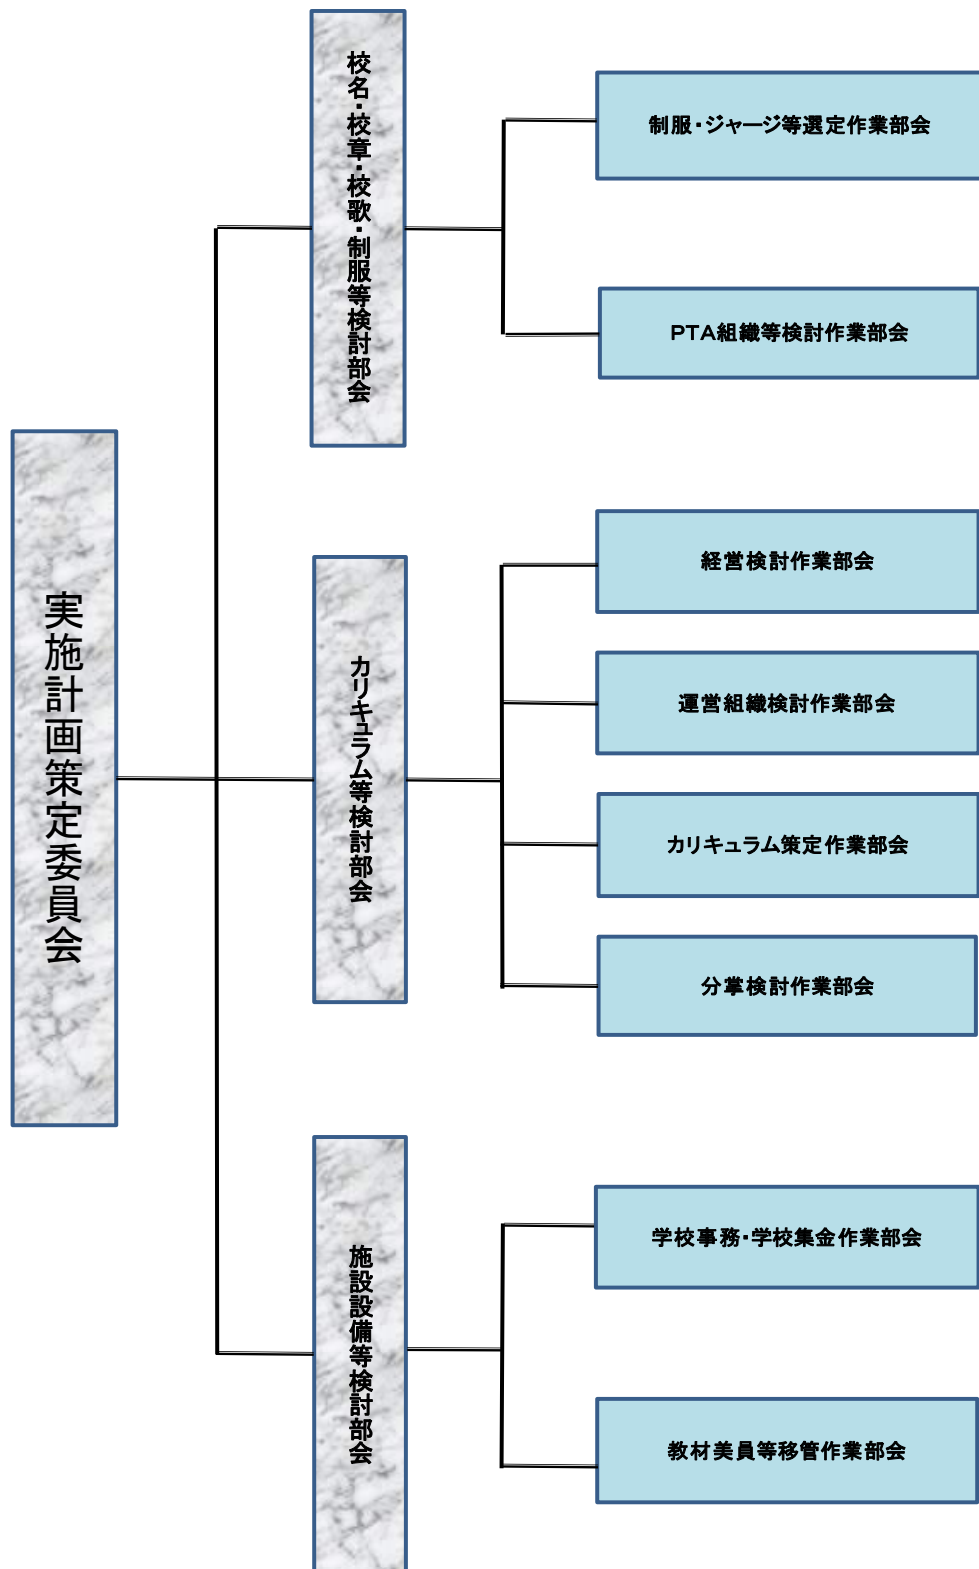 実施計画策定委員会
校名・校章・校歌・制服等検討部会
制服・ジャージ等選定作業部会
PTA組織等検討作業部会
カリキュラム等検討部会
経営検討作業部会
運営組織検討作業部会
カリキュラム策定作業部会
分掌検討作業部会
施設設備等検討部会
学校事務・学校集金作業部会
教材美員等移管作業部会